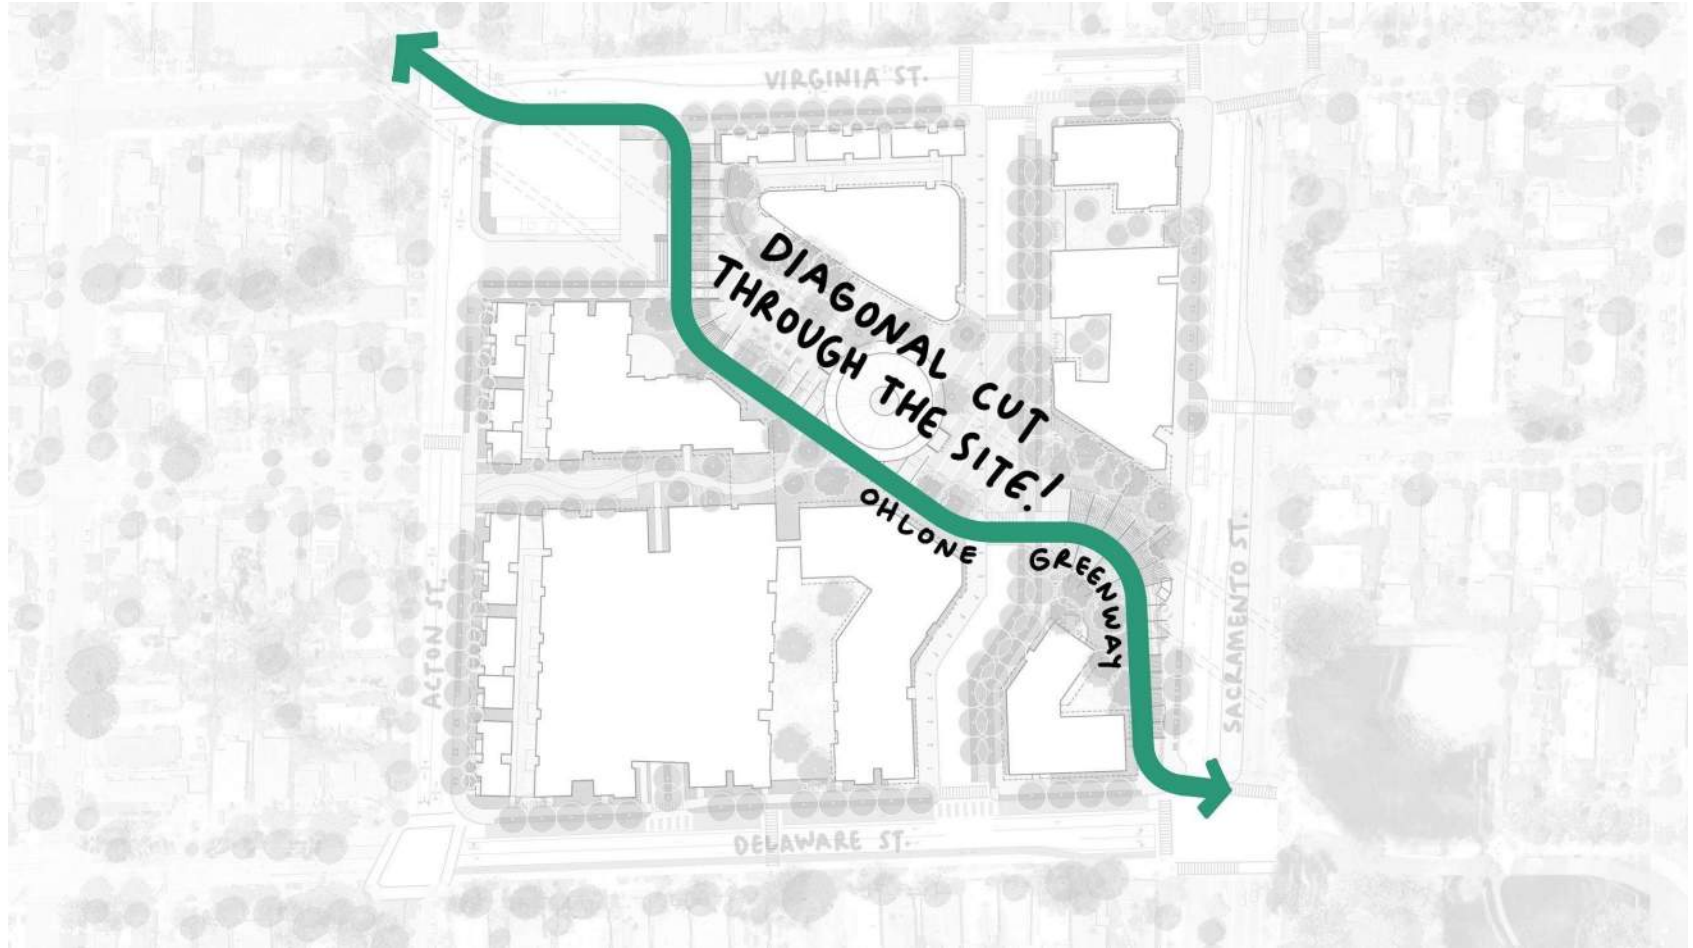 VIRGINIA ST.
DIAGONAL CUT
THROUGH THE SITE!
OHLONE GREENWAY
ACTON ST.
SACRAMENTO ST.
DELAWARE ST.